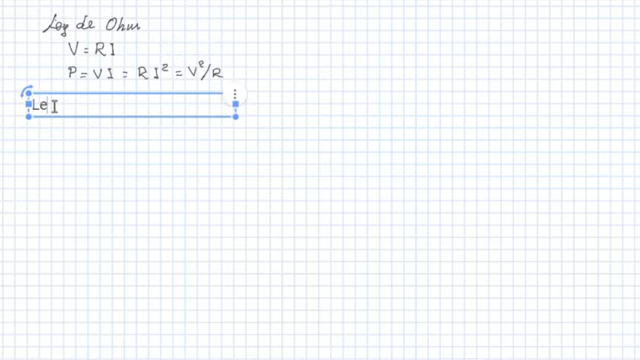 Ley de Ohm
V = R I
P = V I = R I² = V²/R
Le